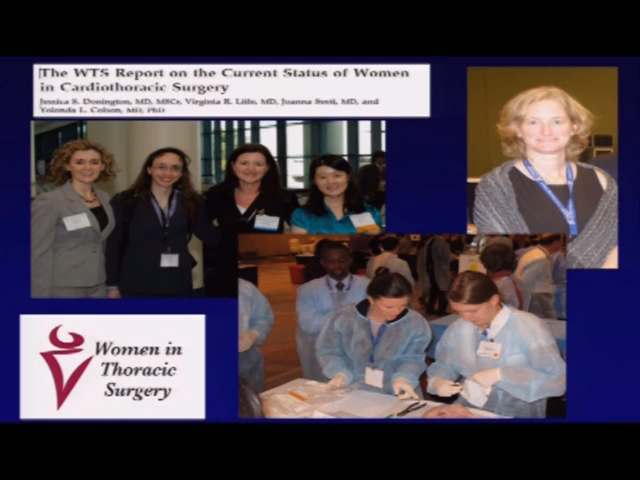 The WTS Report on the Current Status of Women
in Cardiothoracic Surgery
Jessica S. Donington, MD, MSCs, Virginia R. Litle, MD, Joanna Sesti, MD, and
Yolonda L. Colson, MD, PhD
Women in
Thoracic
Surgery